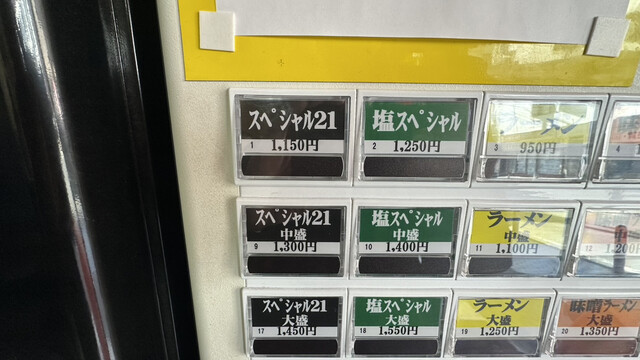 スペシャル21
1 1,150円
塩スペシャル
2 1,250円
3 950円
4
スペシャル21
中盛
9 1,300円
塩スペシャル
中盛
10 1,400円
ラーメン
中盛
11 1,100円
12 1,200
スペシャル21
大盛
17 1,450円
塩スペシャル
大盛
18 1,550円
ラーメン
大盛
19 1,250円
味噌ラーメン
大盛
20 1,350円